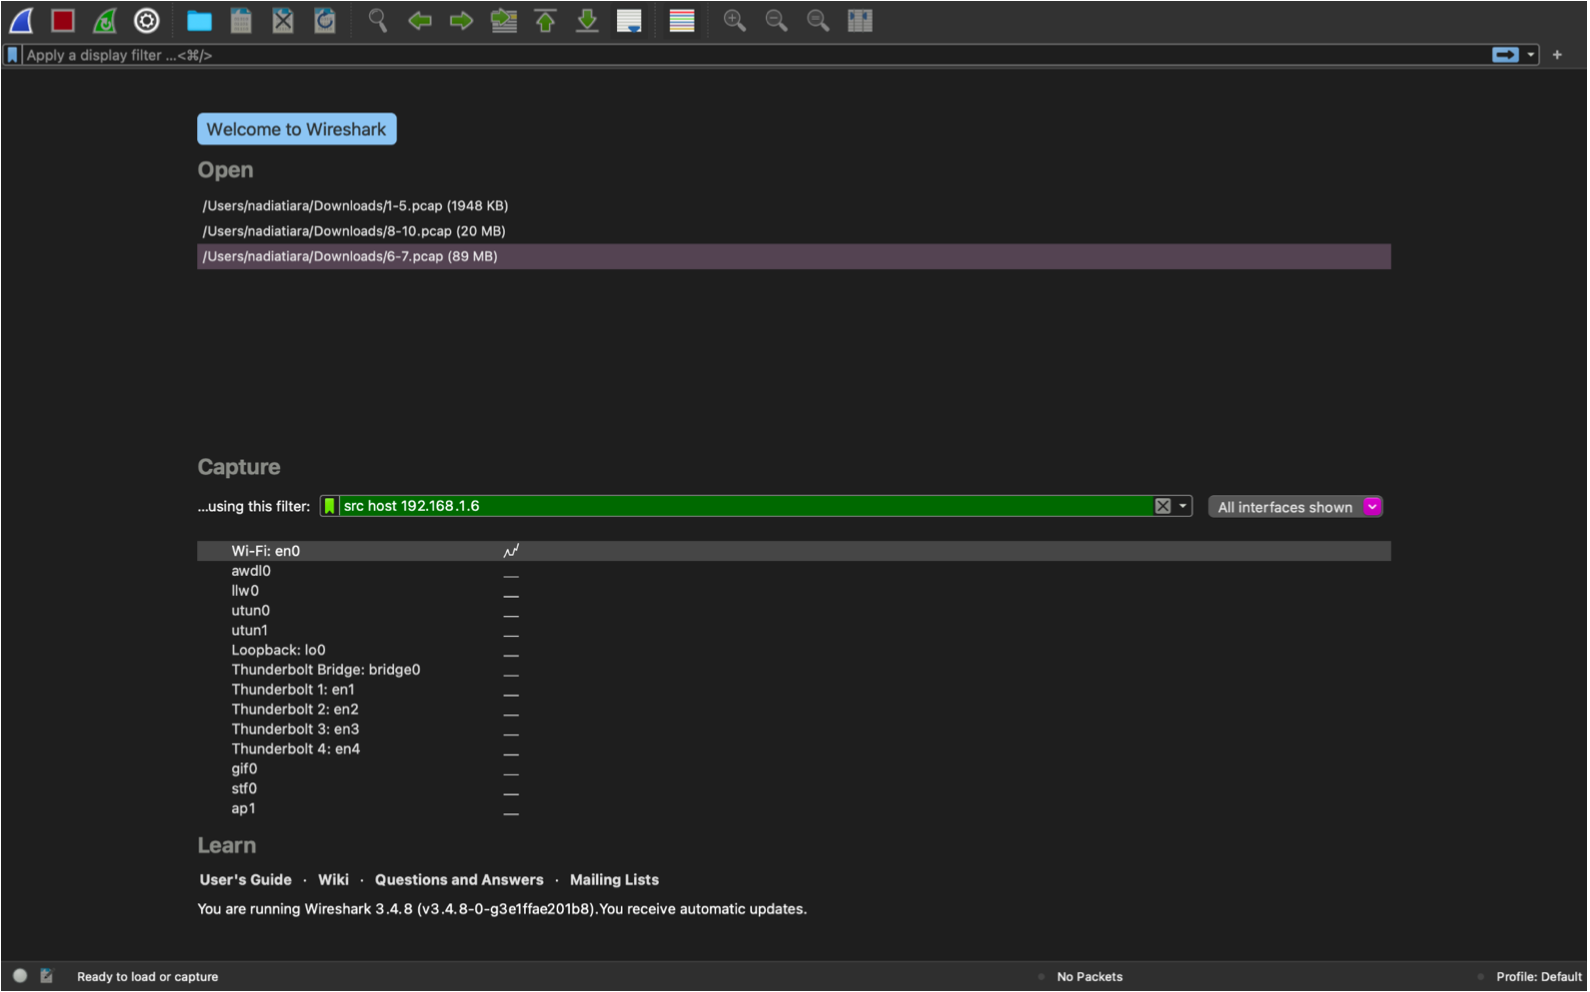 Apply a display filter ...<⌘/>
+
Welcome to Wireshark
Open
/Users/nadiatiara/Downloads/1-5.pcap (1948 KB)
/Users/nadiatiara/Downloads/8-10.pcap (20 MB)
/Users/nadiatiara/Downloads/6-7.pcap (89 MB)
Capture
...using this filter: src host 192.168.1.6 All interfaces shown
Wi-Fi: en0
awdl0
llw0
utun0
utun1
Loopback: lo0
Thunderbolt Bridge: bridge0
Thunderbolt 1: en1
Thunderbolt 2: en2
Thunderbolt 3: en3
Thunderbolt 4: en4
gif0
stf0
ap1
Learn
User's Guide · Wiki · Questions and Answers · Mailing Lists
You are running Wireshark 3.4.8 (v3.4.8-0-g3e1ffae201b8).You receive automatic updates.
Ready to load or capture No Packets Profile: Default